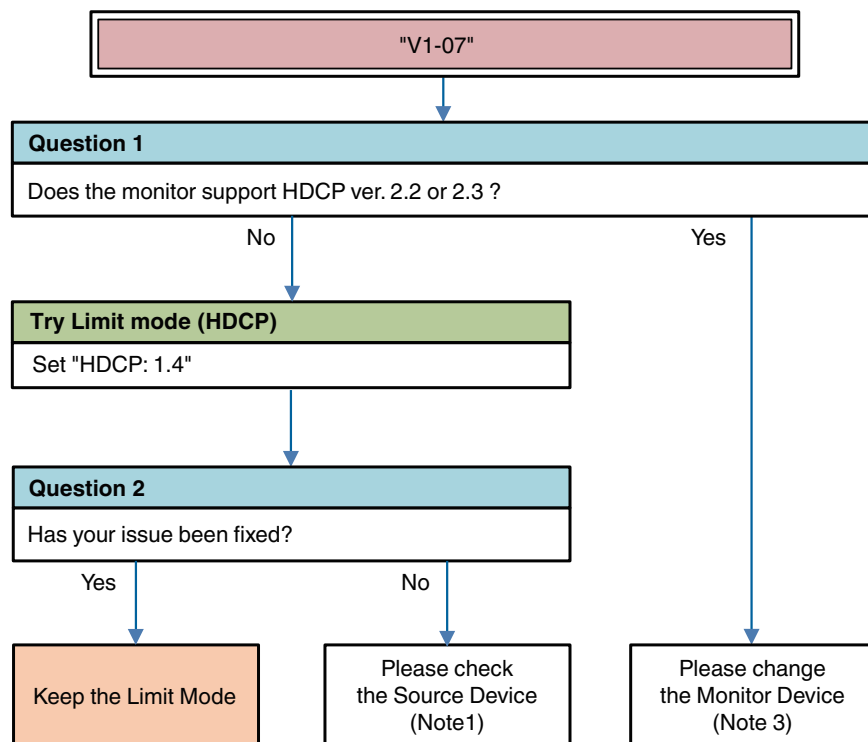 "V1-07"
Question 1
Does the monitor support HDCP ver. 2.2 or 2.3 ?
No
Yes
Try Limit mode (HDCP)
Set "HDCP: 1.4"
Question 2
Has your issue been fixed?
Yes
No
Keep the Limit Mode
Please check
the Source Device
(Note1)
Please change
the Monitor Device
(Note 3)